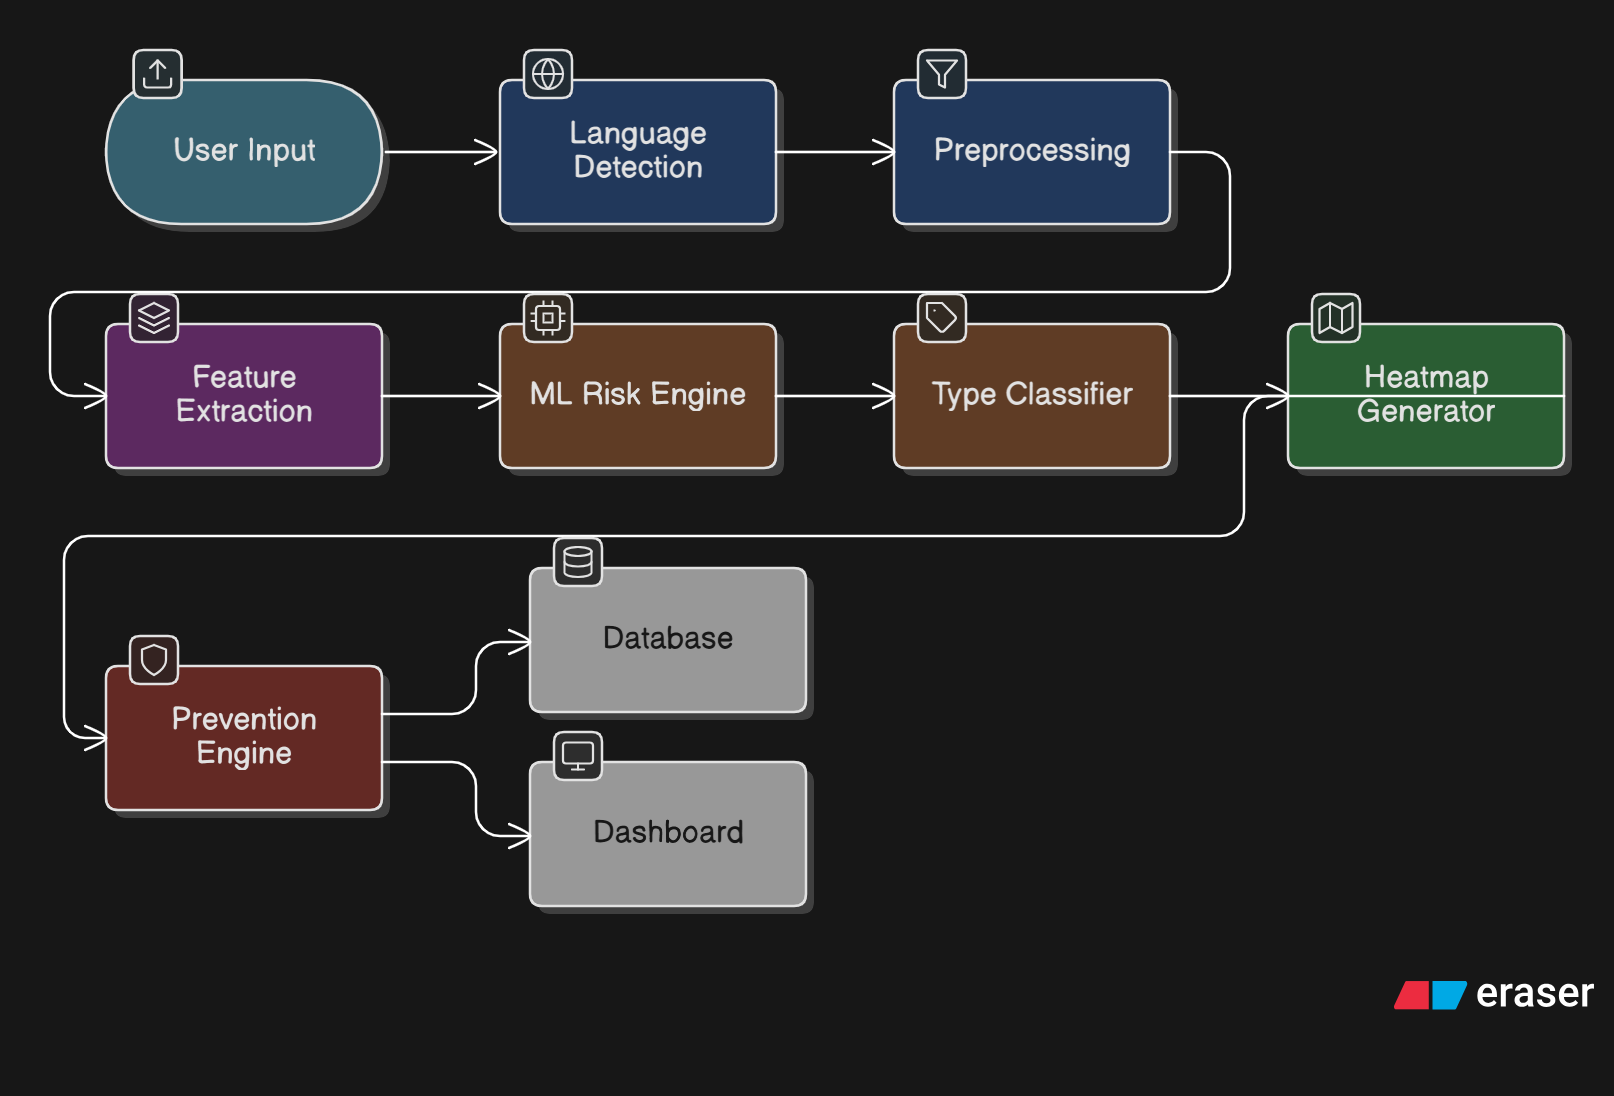 User Input
Language
Detection
Preprocessing
Feature
Extraction
ML Risk Engine
Type Classifier
Heatmap
Generator
Database
Prevention
Engine
Dashboard
eraser